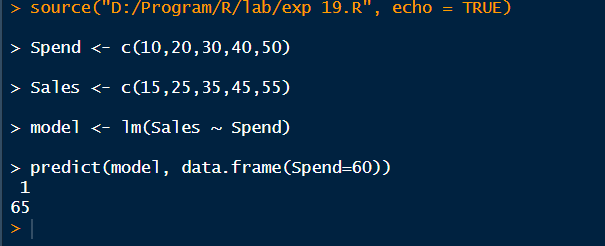 > source("D:/Program/R/lab/exp 19.R", echo = TRUE)
> Spend <- c(10,20,30,40,50)
> Sales <- c(15,25,35,45,55)
> model <- lm(Sales ~ Spend)
> predict(model, data.frame(Spend=60))
1
65
>